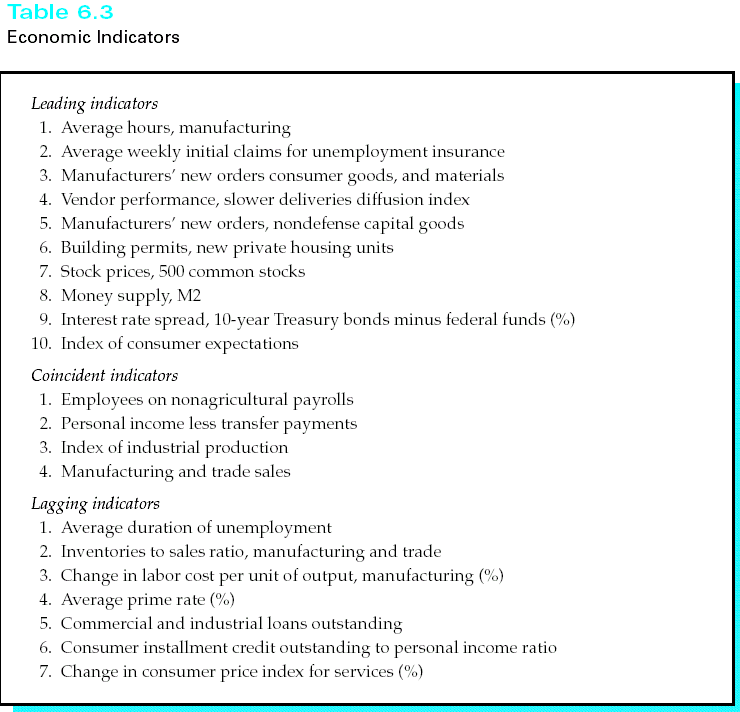 Table 6.3
Economic Indicators
Leading indicators
1. Average hours, manufacturing
2. Average weekly initial claims for unemployment insurance
3. Manufacturers’ new orders consumer goods, and materials
4. Vendor performance, slower deliveries diffusion index
5. Manufacturers’ new orders, nondefense capital goods
6. Building permits, new private housing units
7. Stock prices, 500 common stocks
8. Money supply, M2
9. Interest rate spread, 10-year Treasury bonds minus federal funds (%)
10. Index of consumer expectations
Coincident indicators
1. Employees on nonagricultural payrolls
2. Personal income less transfer payments
3. Index of industrial production
4. Manufacturing and trade sales
Lagging indicators
1. Average duration of unemployment
2. Inventories to sales ratio, manufacturing and trade
3. Change in labor cost per unit of output, manufacturing (%)
4. Average prime rate (%)
5. Commercial and industrial loans outstanding
6. Consumer installment credit outstanding to personal income ratio
7. Change in consumer price index for services (%)